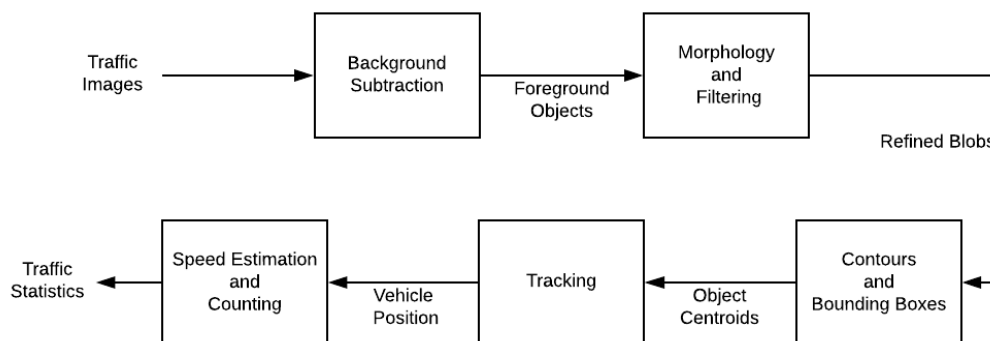 Traffic
Images
Background
Subtraction
Foreground
Objects
Morphology
and
Filtering
Refined Blobs
Contours
and
Bounding Boxes
Object
Centroids
Tracking
Vehicle
Position
Speed Estimation
and
Counting
Traffic
Statistics